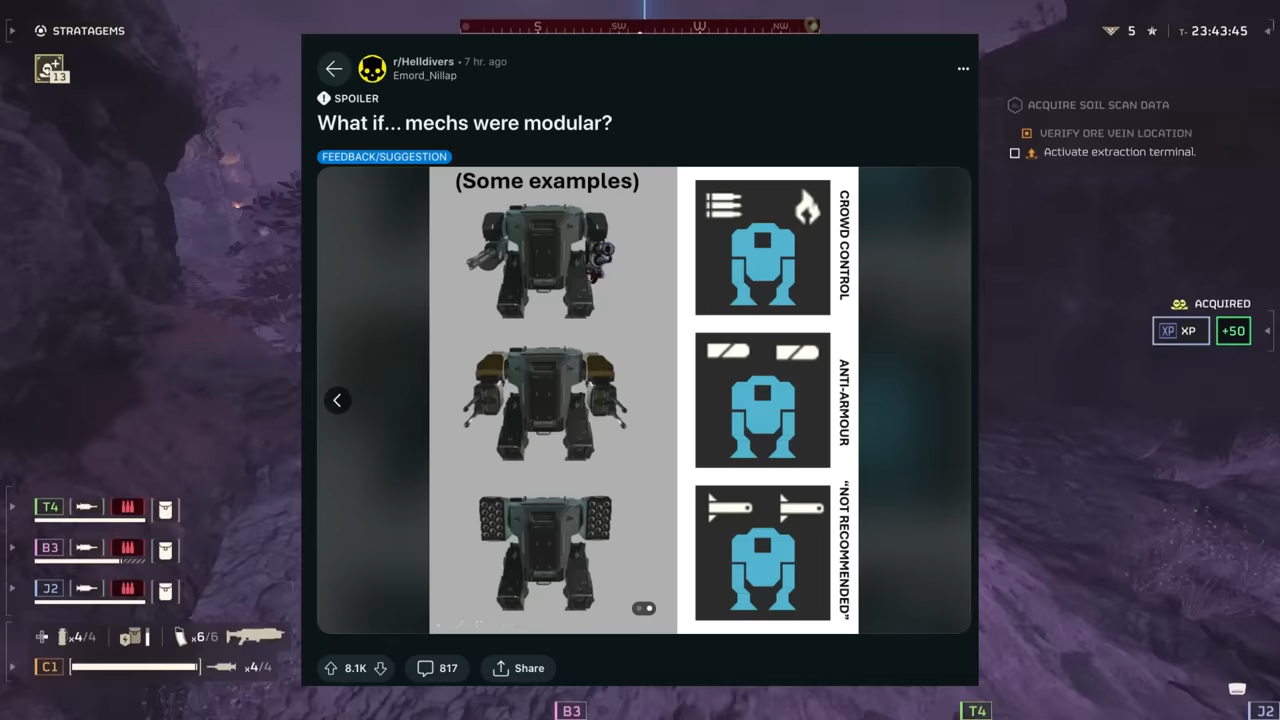 STRATAGEMS
13
S
SW
W
NW
5
T- 23:43:45
r/Helldivers • 7 hr. ago
Emord_Nillap
SPOILER
What if... mechs were modular?
FEEDBACK/SUGGESTION
(Some examples)
CROWD CONTROL
ANTI-ARMOUR
“NOT RECOMMENDED”
8.1K
817
Share
ACQUIRE SOIL SCAN DATA
VERIFY ORE VEIN LOCATION
Activate extraction terminal.
ACQUIRED
XP XP +50
T4
B3
J2
x4/4
x6/6
C1
x4/4
B3
T4
J2